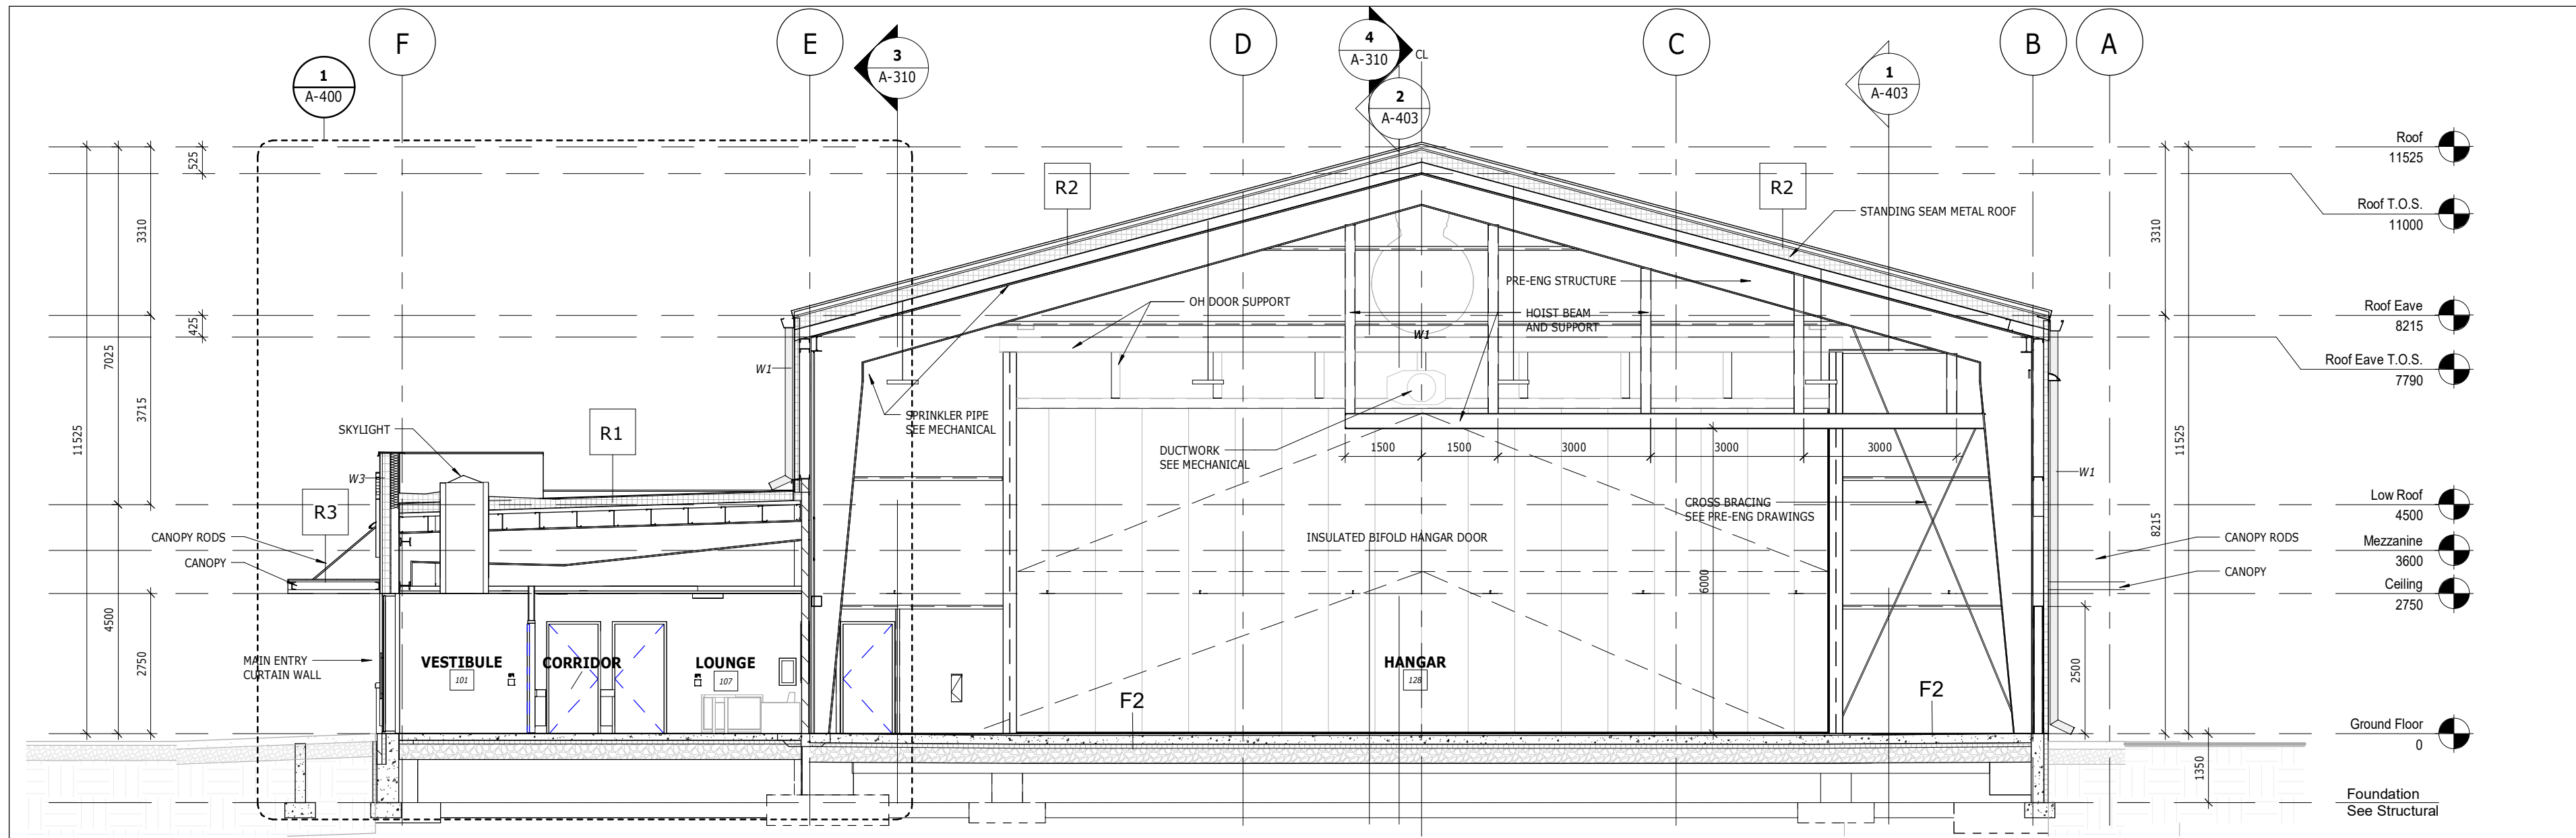 F
E
D
C
B
A
1
A-400
3
A-310
4
A-310
CL
2
A-403
1
A-403
Roof
11525
Roof T.O.S.
11000
Roof Eave
8215
Roof Eave T.O.S.
7790
Low Roof
4500
Mezzanine
3600
Ceiling
2750
Ground Floor
0
Foundation
See Structural
525
3310
425
7025
3715
11525
4500
2750
R2
R2
STANDING SEAM METAL ROOF
PRE-ENG STRUCTURE
OH DOOR SUPPORT
HOIST BEAM
AND SUPPORT
W1
W1
SPRINKLER PIPE
SEE MECHANICAL
SKYLIGHT
R1
DUCTWORK
SEE MECHANICAL
1500
1500
3000
3000
3000
W3
R3
W1
CROSS BRACING
SEE PRE-ENG DRAWINGS
CANOPY RODS
CANOPY
INSULATED BIFOLD HANGAR DOOR
6000
CANOPY RODS
CANOPY
MAIN ENTRY
CURTAIN WALL
VESTIBULE
101
CORRIDOR
LOUNGE
107
HANGAR
128
F2
F2
3310
11525
8215
2500
1350